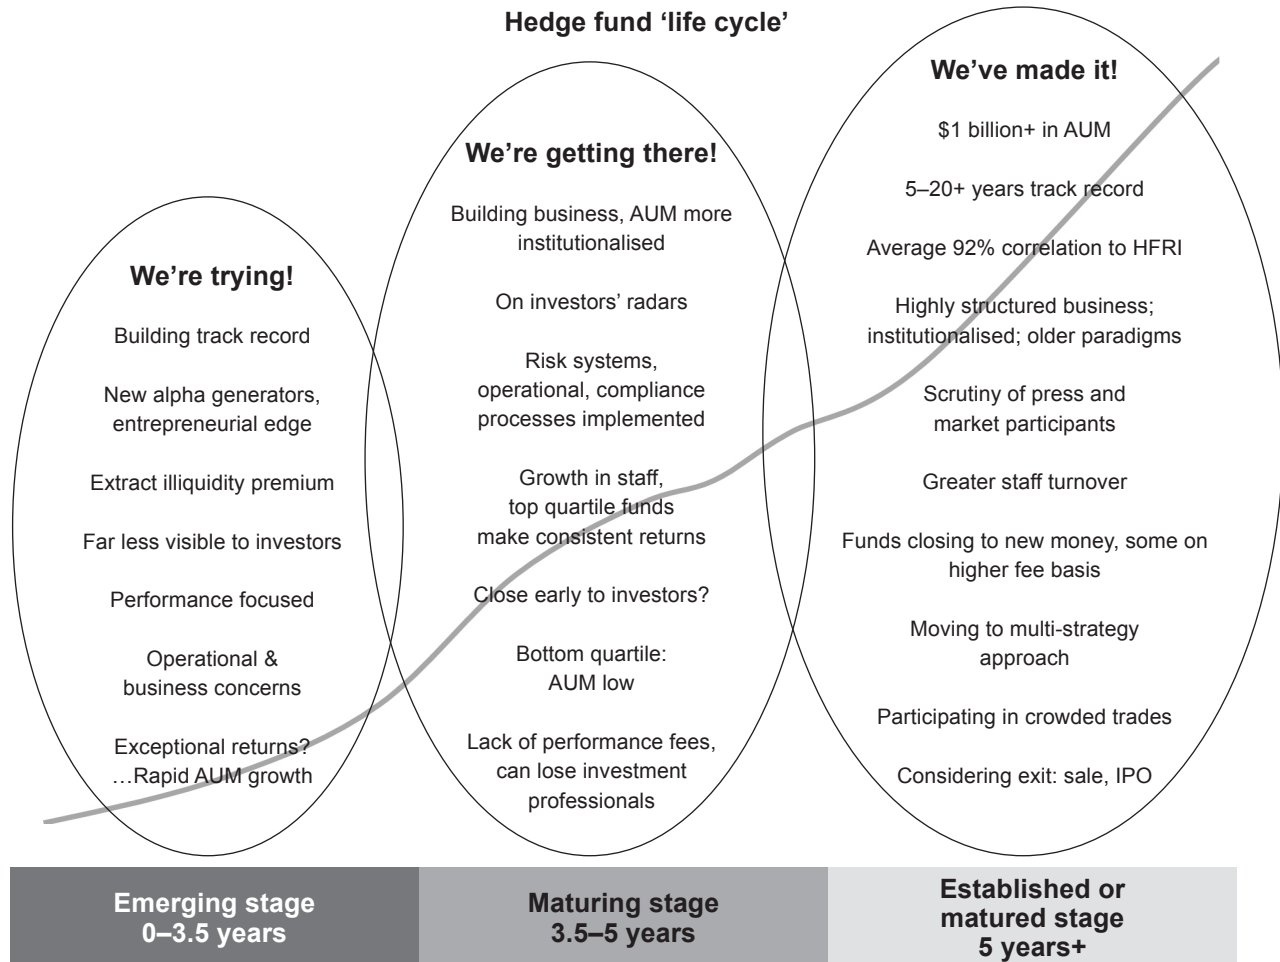 Hedge fund ‘life cycle’
We’re trying!
Building track record
New alpha generators,
entrepreneurial edge
Extract illiquidity premium
Far less visible to investors
Performance focused
Operational &
business concerns
Exceptional returns?
…Rapid AUM growth
We’re getting there!
Building business, AUM more
institutionalised
On investors’ radars
Risk systems,
operational, compliance
processes implemented
Growth in staff,
top quartile funds
make consistent returns
Close early to investors?
Bottom quartile:
AUM low
Lack of performance fees,
can lose investment
professionals
We’ve made it!
$1 billion+ in AUM
5–20+ years track record
Average 92% correlation to HFRI
Highly structured business;
institutionalised; older paradigms
Scrutiny of press and
market participants
Greater staff turnover
Funds closing to new money, some on
higher fee basis
Moving to multi-strategy
approach
Participating in crowded trades
Considering exit: sale, IPO
Emerging stage
0–3.5 years
Maturing stage
3.5–5 years
Established or
matured stage
5 years+